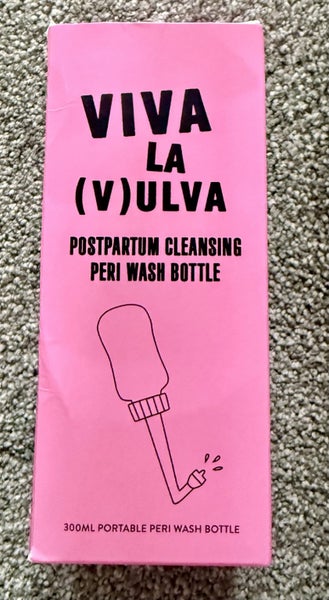 VIVA
LA
(V)ULVA
POSTPARTUM CLEANSING
PERI WASH BOTTLE
300ML PORTABLE PERI WASH BOTTLE